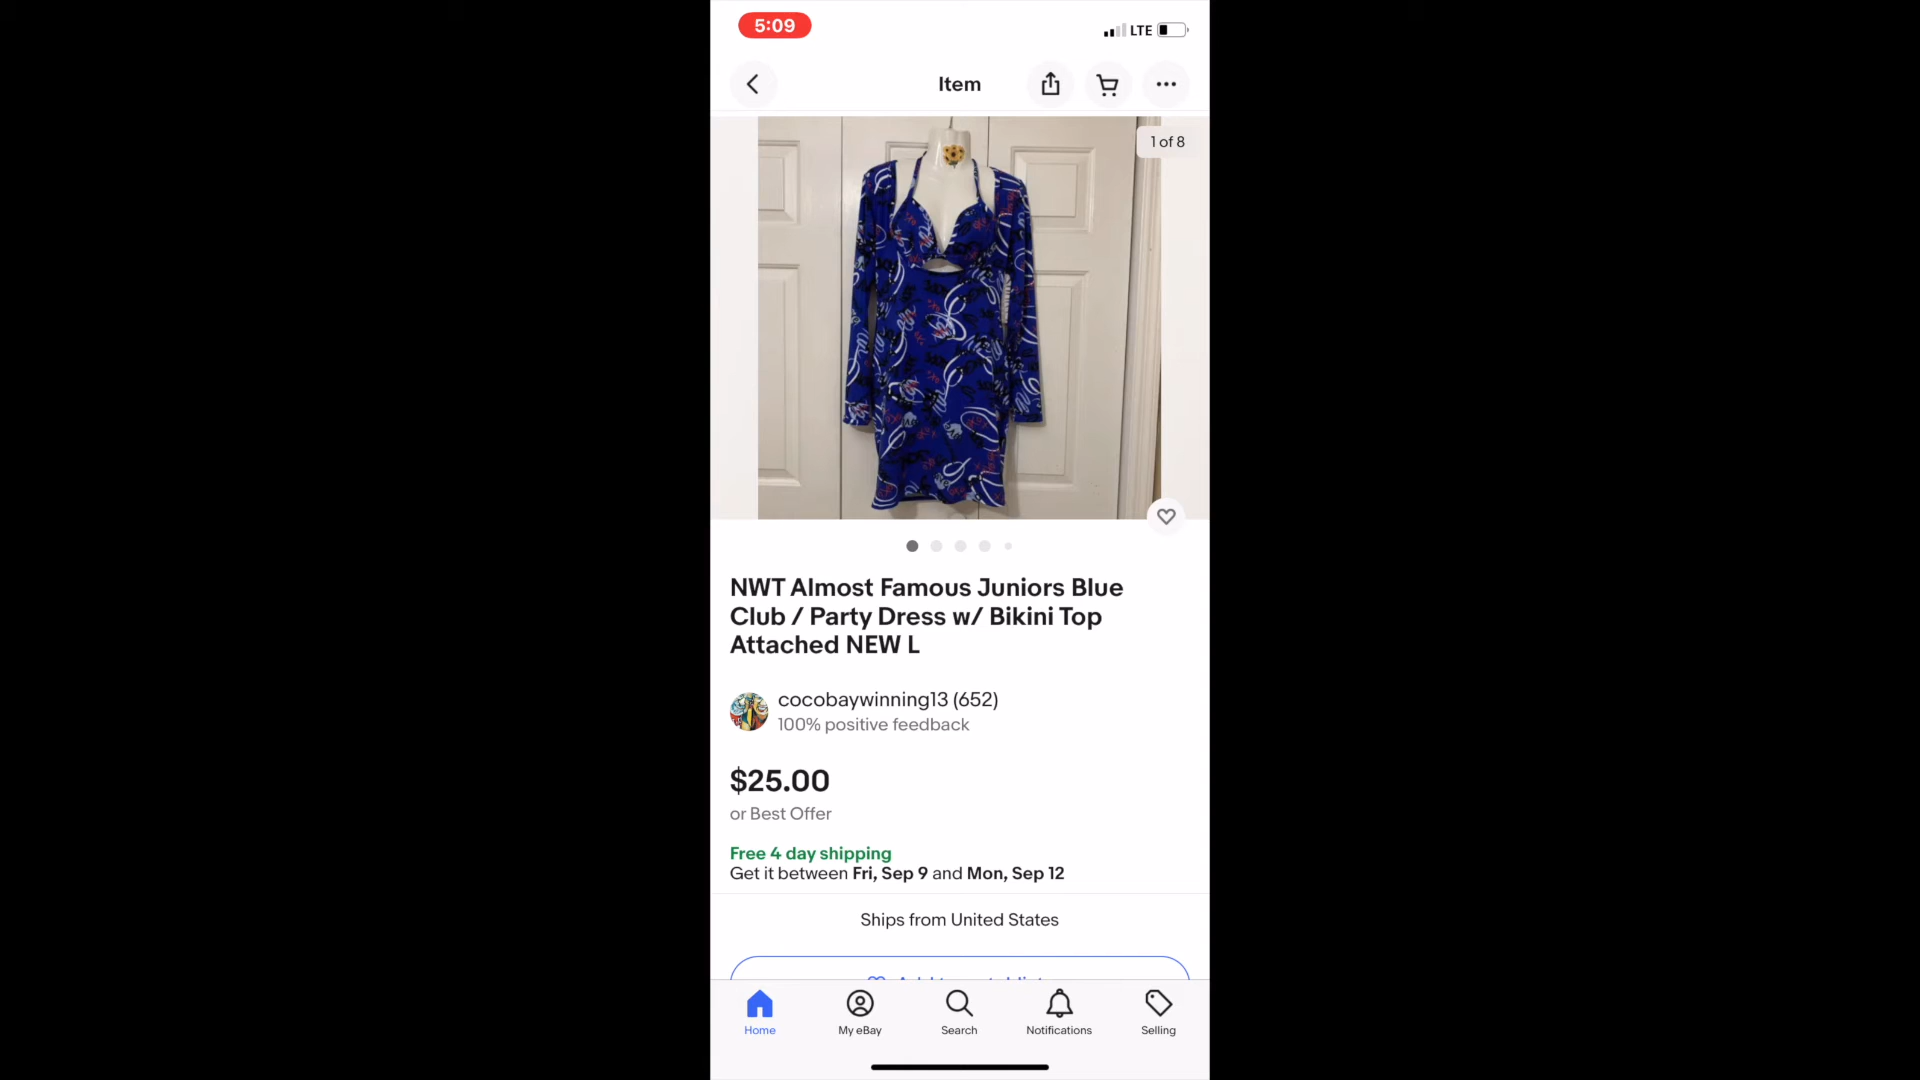 5:09
LTE
Item
1 of 8
NWT Almost Famous Juniors Blue
Club / Party Dress w/ Bikini Top
Attached NEW L
cocobaywinning13 (652)
100% positive feedback
$25.00
or Best Offer
Free 4 day shipping
Get it between Fri, Sep 9 and Mon, Sep 12
Ships from United States
Home
My eBay
Search
Notifications
Selling